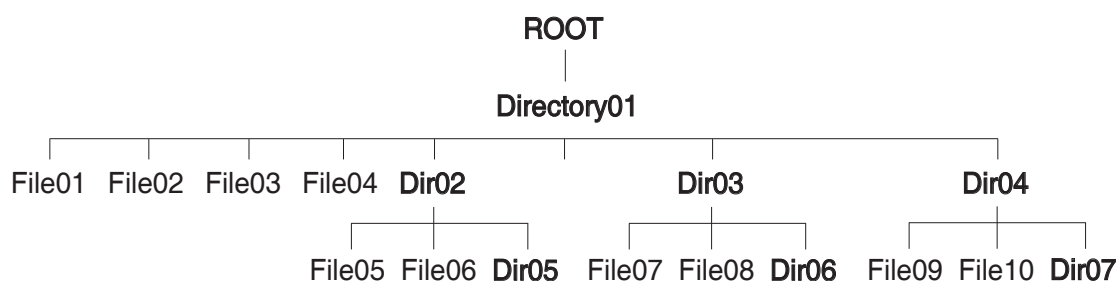 ROOT
Directory01
File01 File02 File03 File04 Dir02 Dir03 Dir04
File05 File06 Dir05 File07 File08 Dir06 File09 File10 Dir07